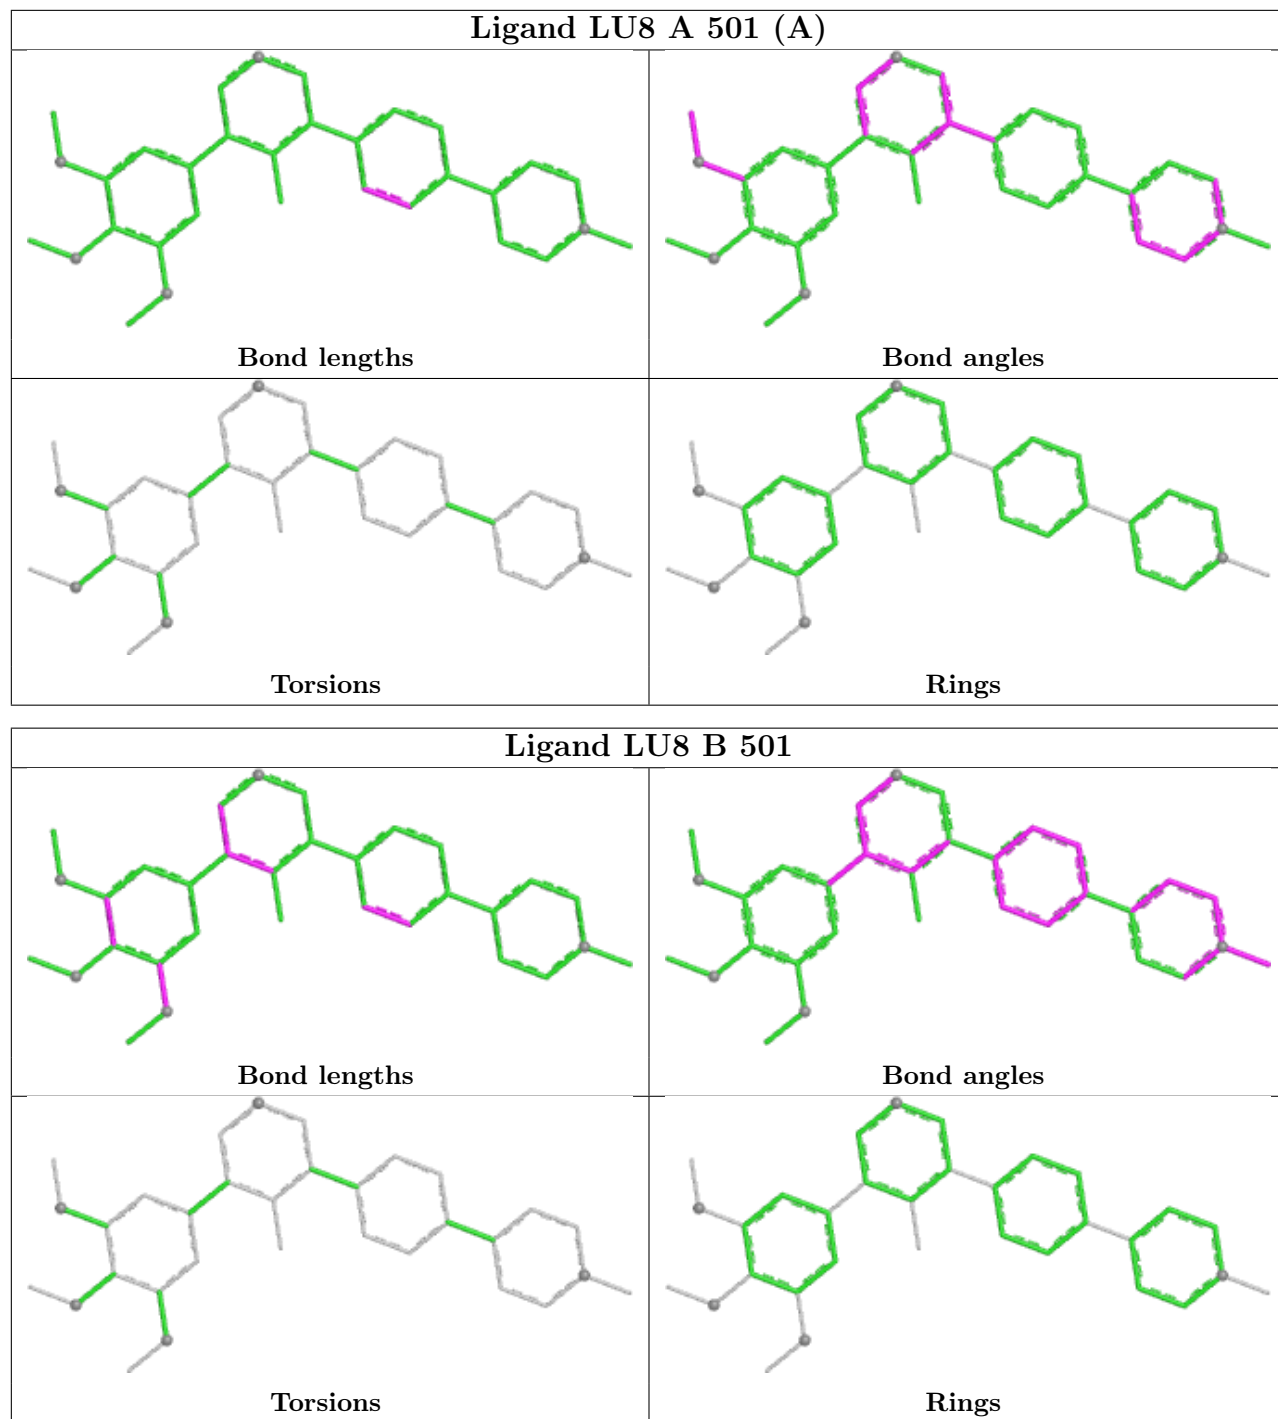 Ligand LU8 A 501 (A)
Bond lengths
Bond angles
Torsions
Rings
Ligand LU8 B 501
Bond lengths
Bond angles
Torsions
Rings